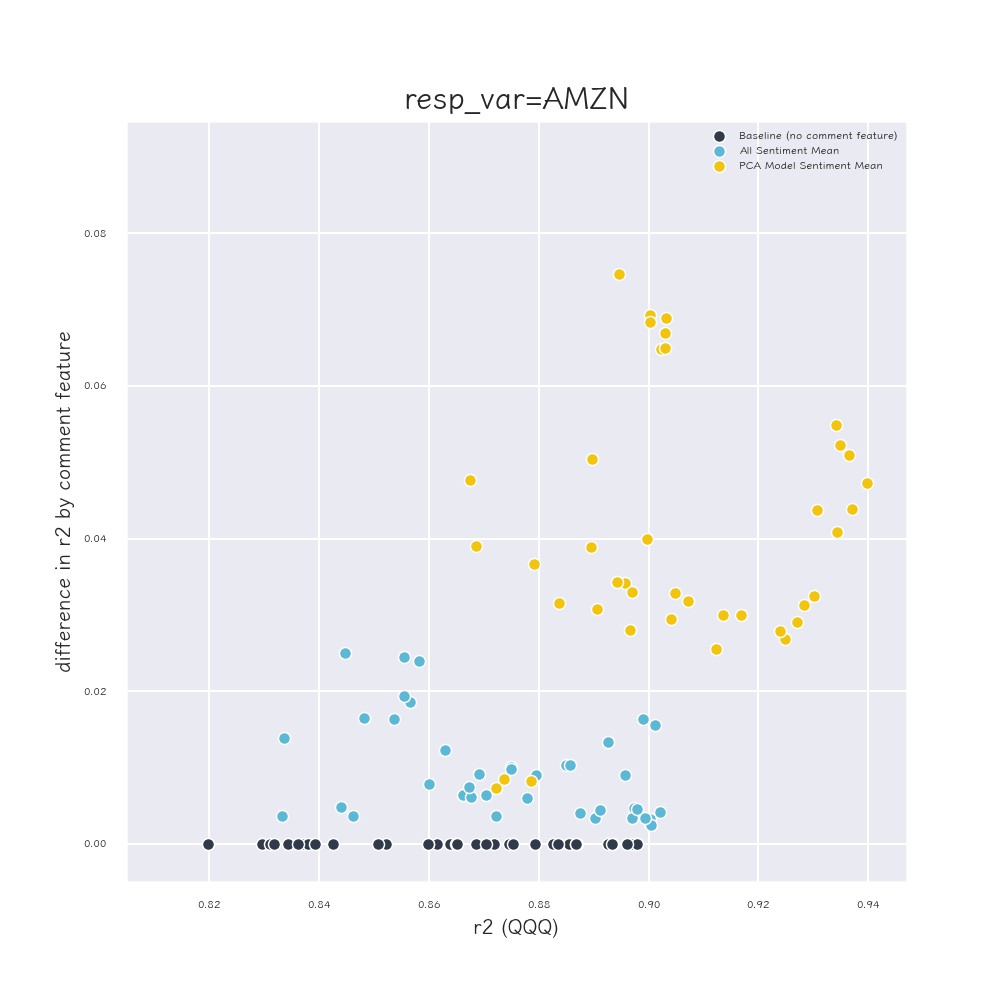 resp_var=AMZN
Baseline (no comment feature)
All Sentiment Mean
PCA Model Sentiment Mean
difference in r2 by comment feature
0.08
0.06
0.04
0.02
0.00
0.82 0.84 0.86 0.88 0.90 0.92 0.94
r2 (QQQ)